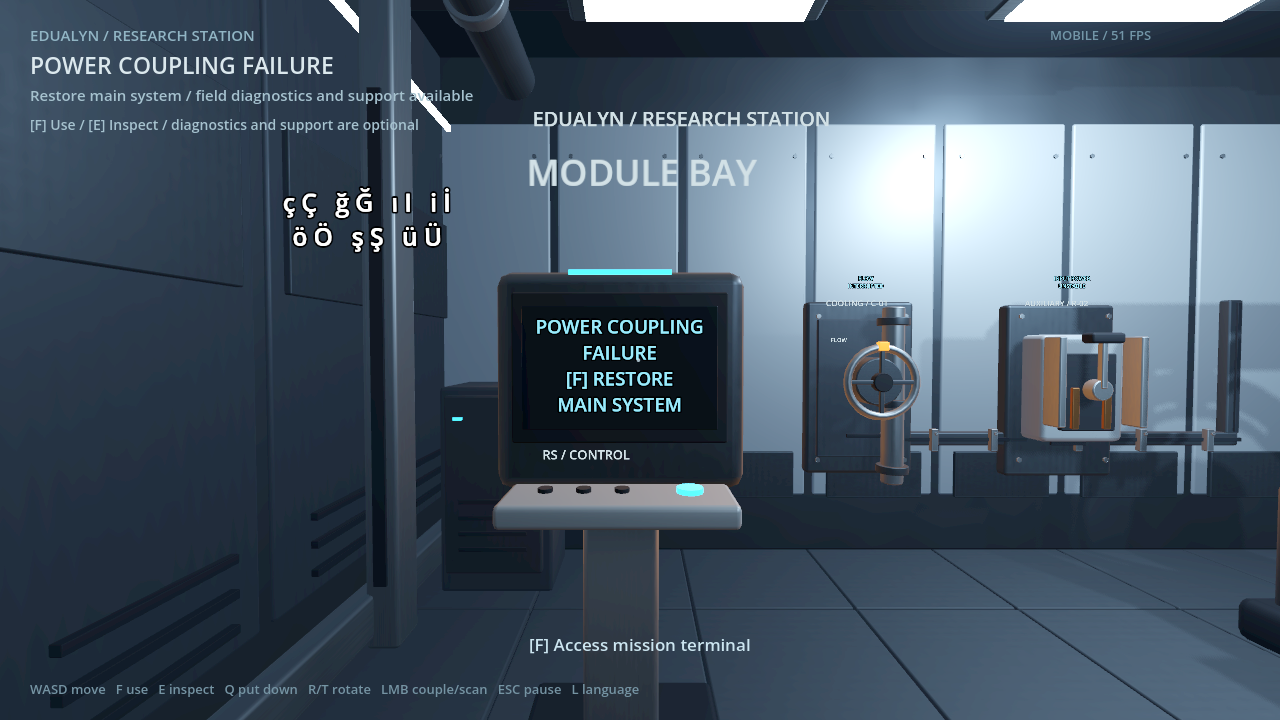 EDUALYN / RESEARCH STATION
POWER COUPLING FAILURE
Restore main system / field diagnostics and support available
[F] Use / [E] Inspect / diagnostics and support are optional
MOBILE / 51 FPS
EDUALYN / RESEARCH STATION
MODULE BAY
çÇ ğĞ ıI iİ
öÖ şŞ üÜ
POWER COUPLING
FAILURE
[F] RESTORE
MAIN SYSTEM
RS / CONTROL
COOLING / C-01
FLOW
[F] Access mission terminal
WASD move F use E inspect Q put down R/T rotate LMB couple/scan ESC pause L language